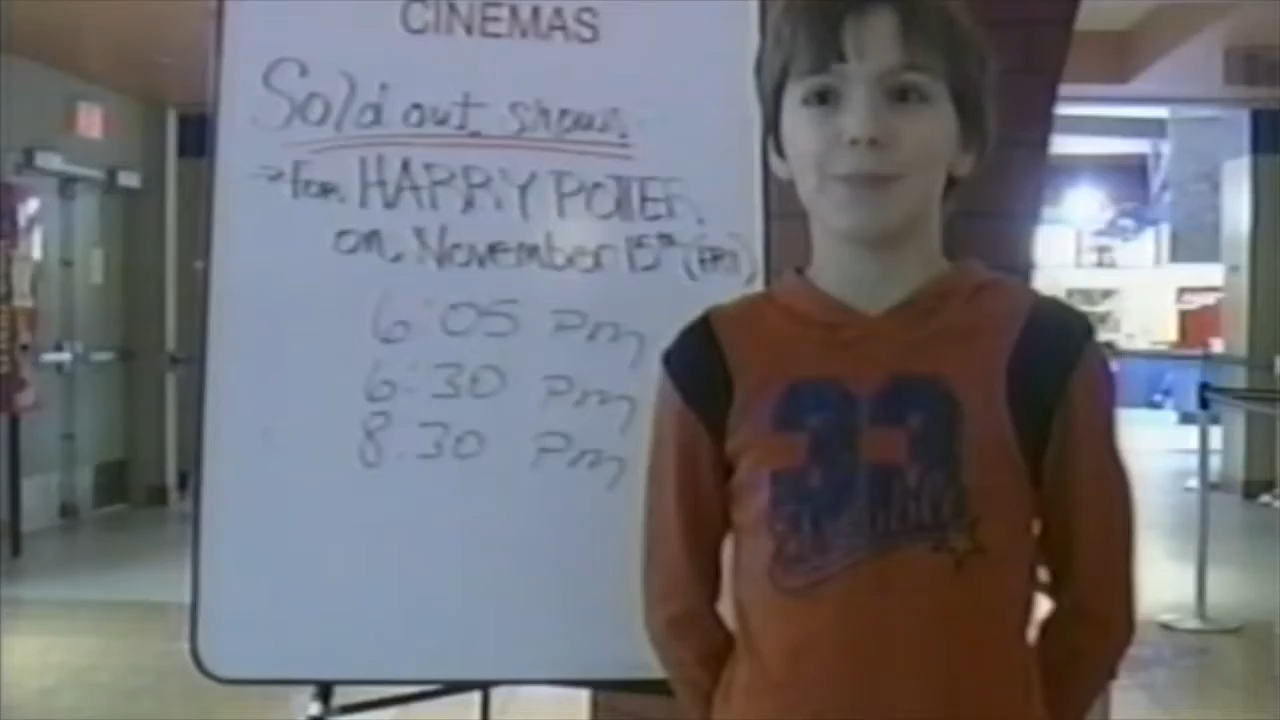 CINEMAS
Sold out shows
→ for HARRY POTTER
on November 15th (FRI)
6:05 pm
6:30 pm
8:30 pm
33